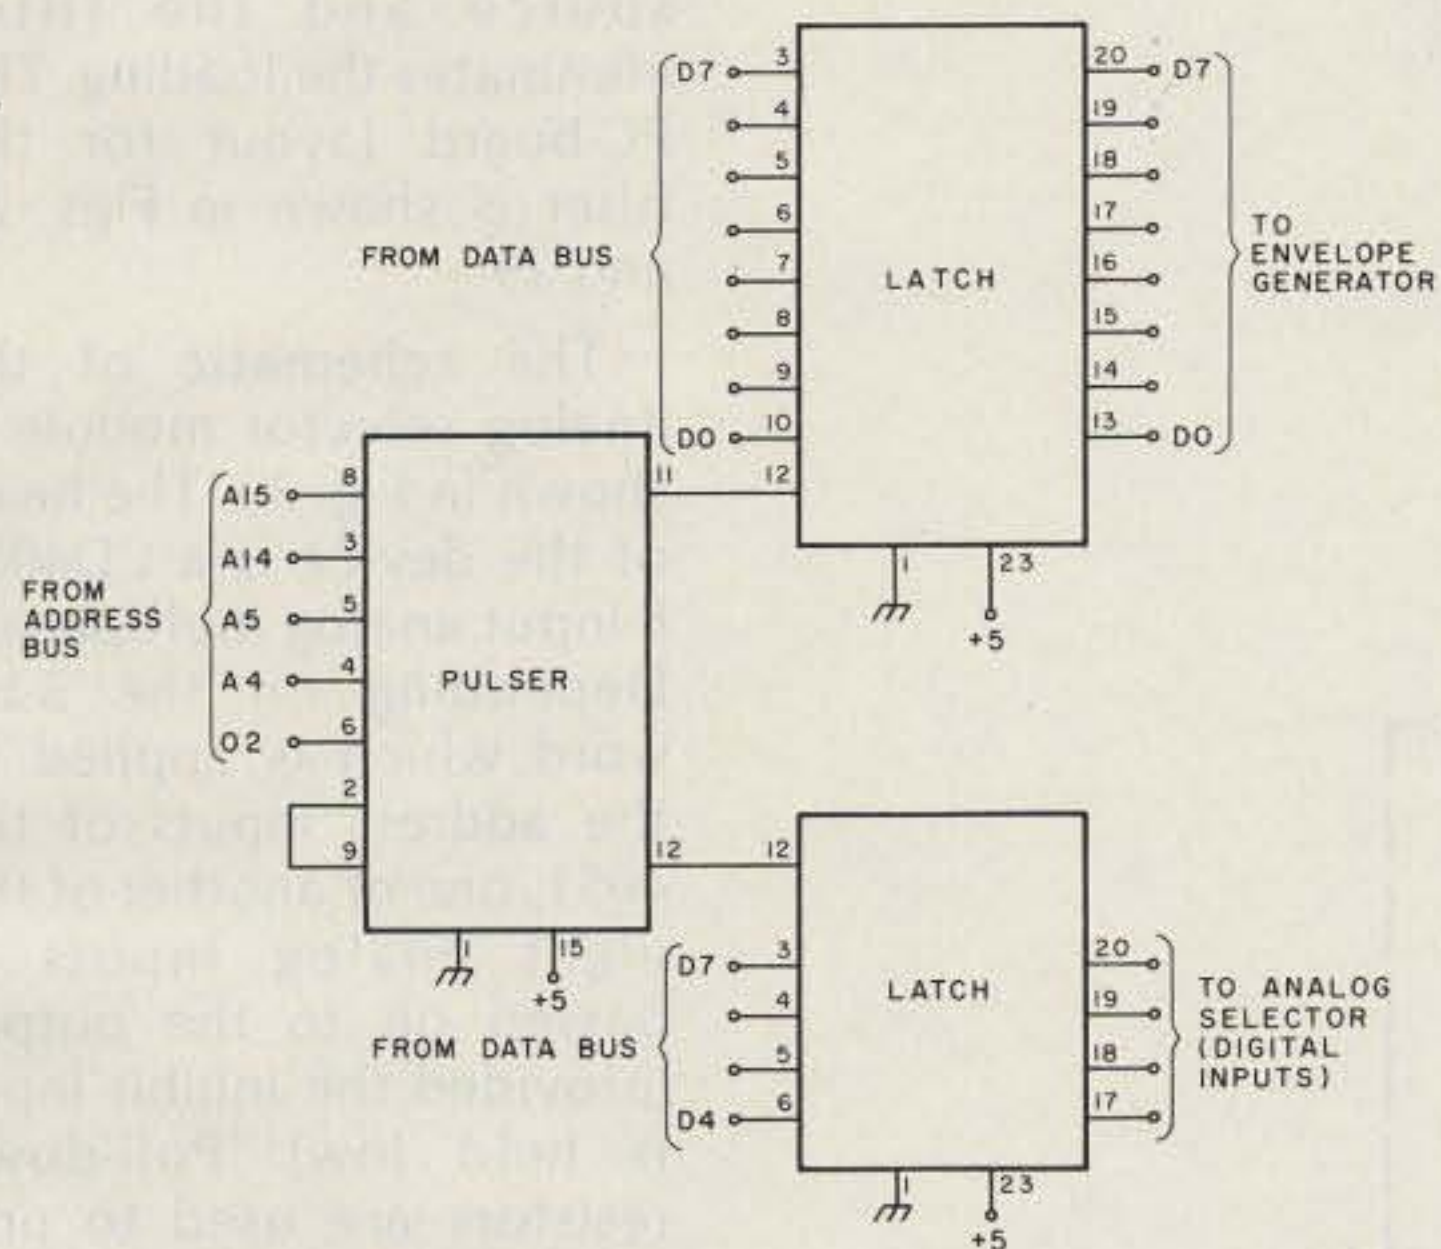 D7 3
4
5
6
7
8
9
D0 10
12
FROM DATA BUS
LATCH
20 D7
19
18
17
16
15
14
13 D0
TO
ENVELOPE
GENERATOR
1 23
+5
FROM
ADDRESS
BUS
A15 8
A14 3
A5 5
A4 4
O2 6
2
9
PULSER
11
12
1 15
+5
12
D7 3
4
5
D4 6
FROM DATA BUS
LATCH
20
19
18
17
TO ANALOG
SELECTOR
(DIGITAL
INPUTS)
1 23
+5